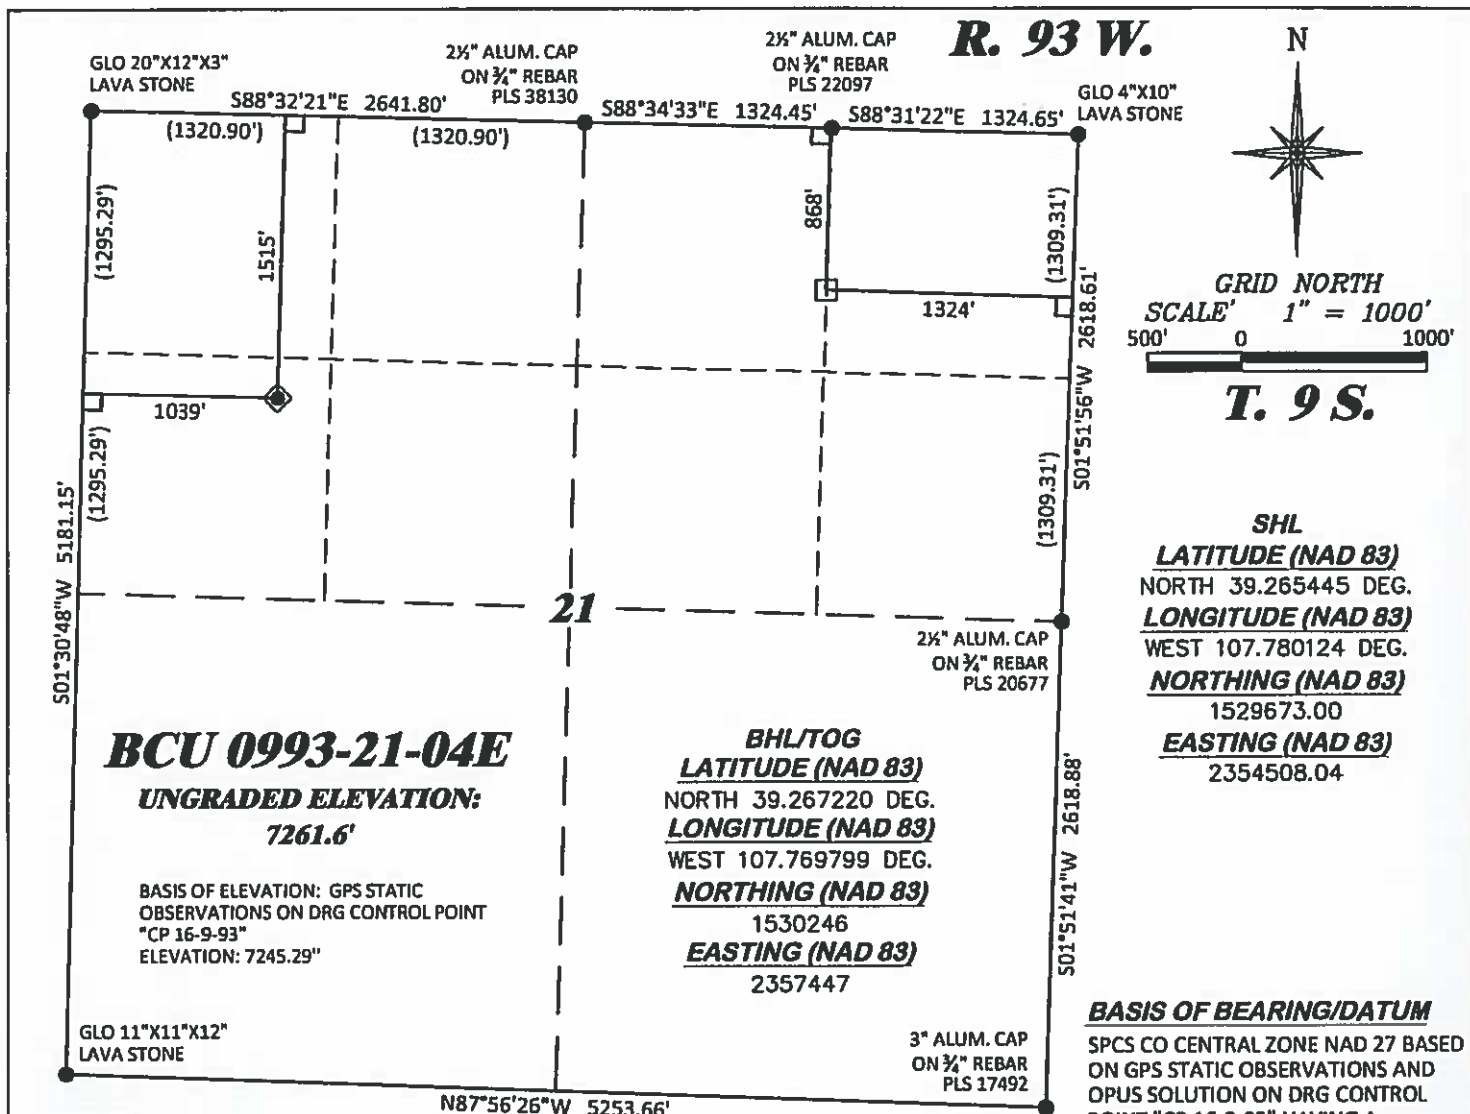 R. 93 W.
N
GLO 20"X12"X3"
LAVA STONE
2½" ALUM. CAP
ON ¾" REBAR
PLS 38130
2½" ALUM. CAP
ON ¾" REBAR
PLS 22097
GLO 4"X10"
LAVA STONE
S88°32'21"E 2641.80'
S88°34'33"E 1324.45'
S88°31'22"E 1324.65'
(1320.90')
(1320.90')
(1295.29')
1515'
868'
(1309.31')
1324'
GRID NORTH
SCALE' 1" = 1000'
500' 0 1000'
T. 9 S.
1039'
(1295.29')
S01°30'48"W 5181.15'
S01°51'56"W 2618.61'
(1309.31')
21
2½" ALUM. CAP
ON ¾" REBAR
PLS 20677
SHL
LATITUDE (NAD 83)
NORTH 39.265445 DEG.
LONGITUDE (NAD 83)
WEST 107.780124 DEG.
NORTHING (NAD 83)
1529673.00
EASTING (NAD 83)
2354508.04
BCU 0993-21-04E
UNGRADED ELEVATION:
7261.6'
BASIS OF ELEVATION: GPS STATIC
OBSERVATIONS ON DRG CONTROL POINT
"CP 16-9-93"
ELEVATION: 7245.29"
BHL/TOG
LATITUDE (NAD 83)
NORTH 39.267220 DEG.
LONGITUDE (NAD 83)
WEST 107.769799 DEG.
NORTHING (NAD 83)
1530246
EASTING (NAD 83)
2357447
S01°51'41"W 2618.88'
GLO 11"X11"X12"
LAVA STONE
3" ALUM. CAP
ON ¾" REBAR
PLS 17492
N87°56'26"W 5253.66'
BASIS OF BEARING/DATUM
SPCS CO CENTRAL ZONE NAD 27 BASED
ON GPS STATIC OBSERVATIONS AND
OPUS SOLUTION ON DRG CONTROL
POINT "CP 16-9-93" HAVING A